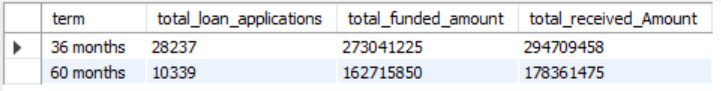 term total_loan_applications total_funded_amount total_received_Amount
36 months 28237 273041225 294709458
60 months 10339 162715850 178361475